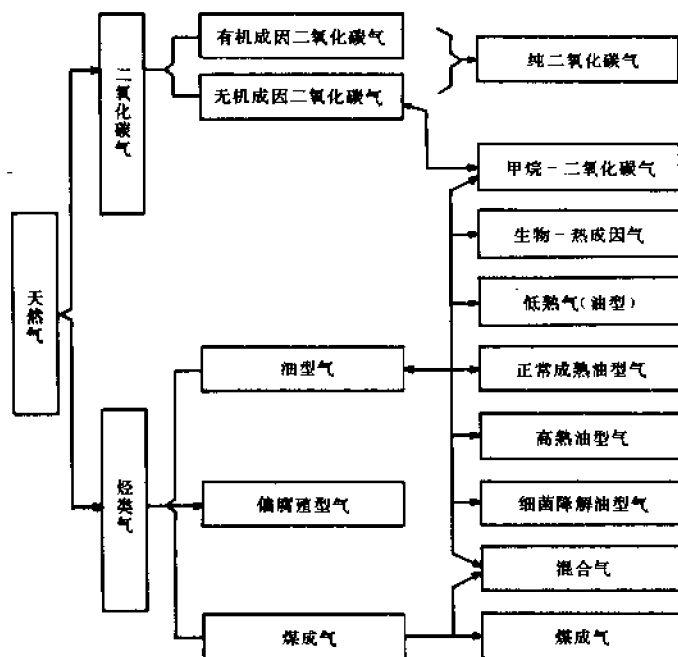 有机成因二氧化碳气
纯二氧化碳气
二氧化碳气
无机成因二氧化碳气
甲烷-二氧化碳气
生物-热成因气
天然气
低熟气(油型)
油型气
正常成熟油型气
高熟油型气
烃类气
偏腐殖型气
细菌降解油型气
混合气
煤成气
煤成气